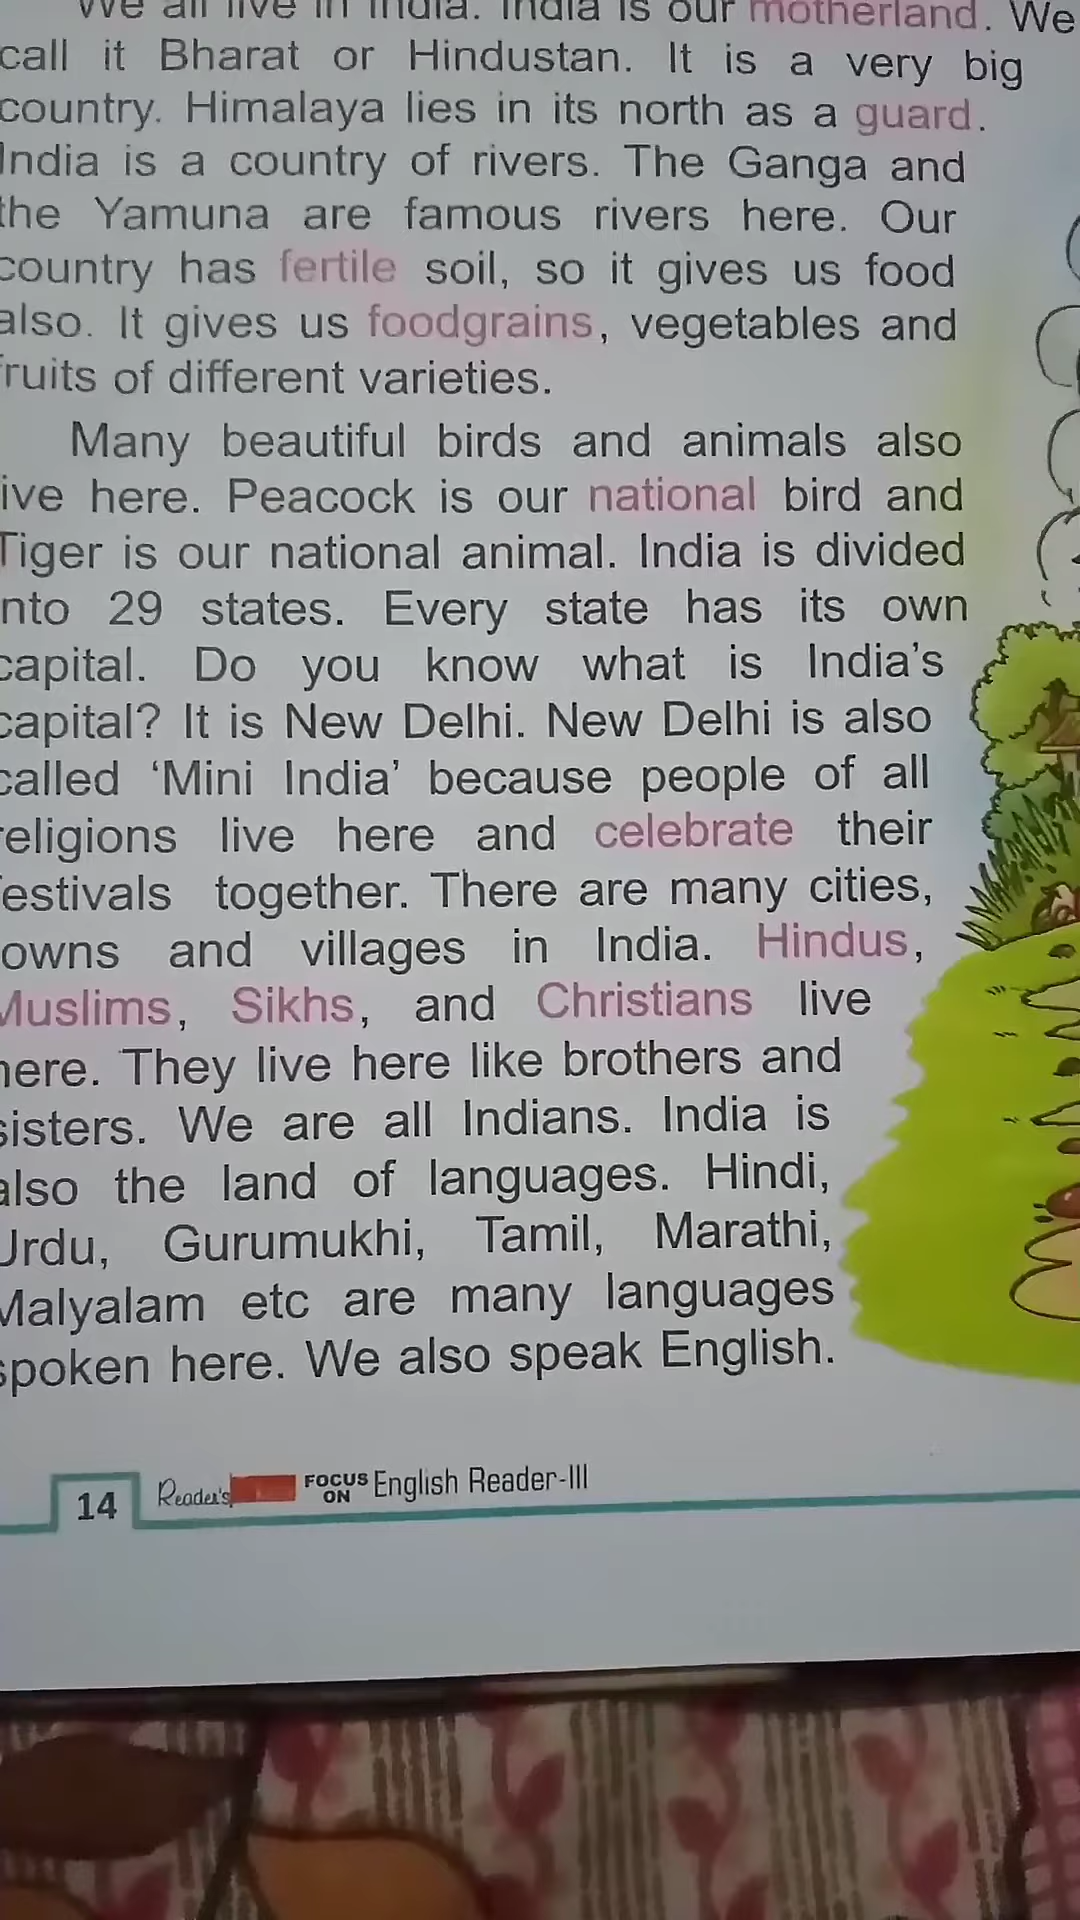 We all live in India. India is our motherland. We
call it Bharat or Hindustan. It is a very big
country. Himalaya lies in its north as a guard.
India is a country of rivers. The Ganga and
the Yamuna are famous rivers here. Our
country has fertile soil, so it gives us food
also. It gives us foodgrains, vegetables and
fruits of different varieties.
Many beautiful birds and animals also
live here. Peacock is our national bird and
Tiger is our national animal. India is divided
into 29 states. Every state has its own
capital. Do you know what is India's
capital? It is New Delhi. New Delhi is also
called ‘Mini India’ because people of all
religions live here and celebrate their
festivals together. There are many cities,
towns and villages in India. Hindus,
Muslims, Sikhs, and Christians live
here. They live here like brothers and
sisters. We are all Indians. India is
also the land of languages. Hindi,
Urdu, Gurumukhi, Tamil, Marathi,
Malyalam etc are many languages
spoken here. We also speak English.
14 Reader's FOCUS ON English Reader-III